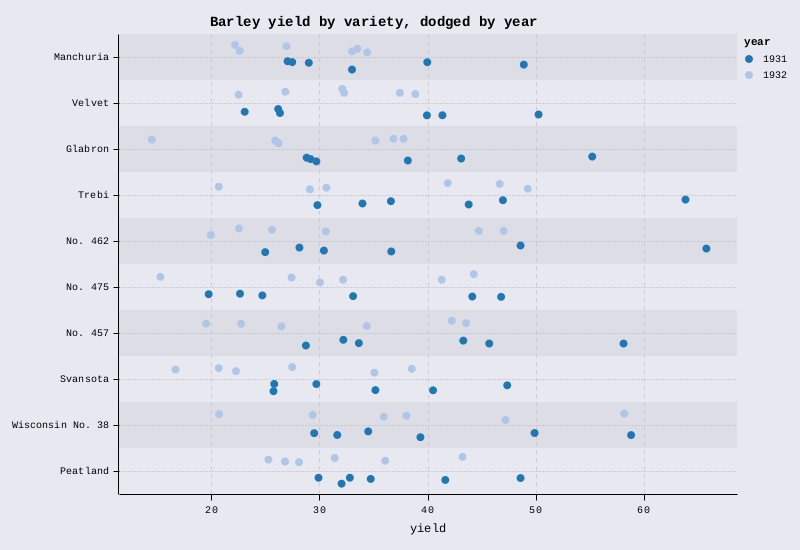 Barley yield by variety, dodged by year
year
1931
1932
Manchuria
Velvet
Glabron
Trebi
No. 462
No. 475
No. 457
Svansota
Wisconsin No. 38
Peatland
20 30 40 50 60
yield